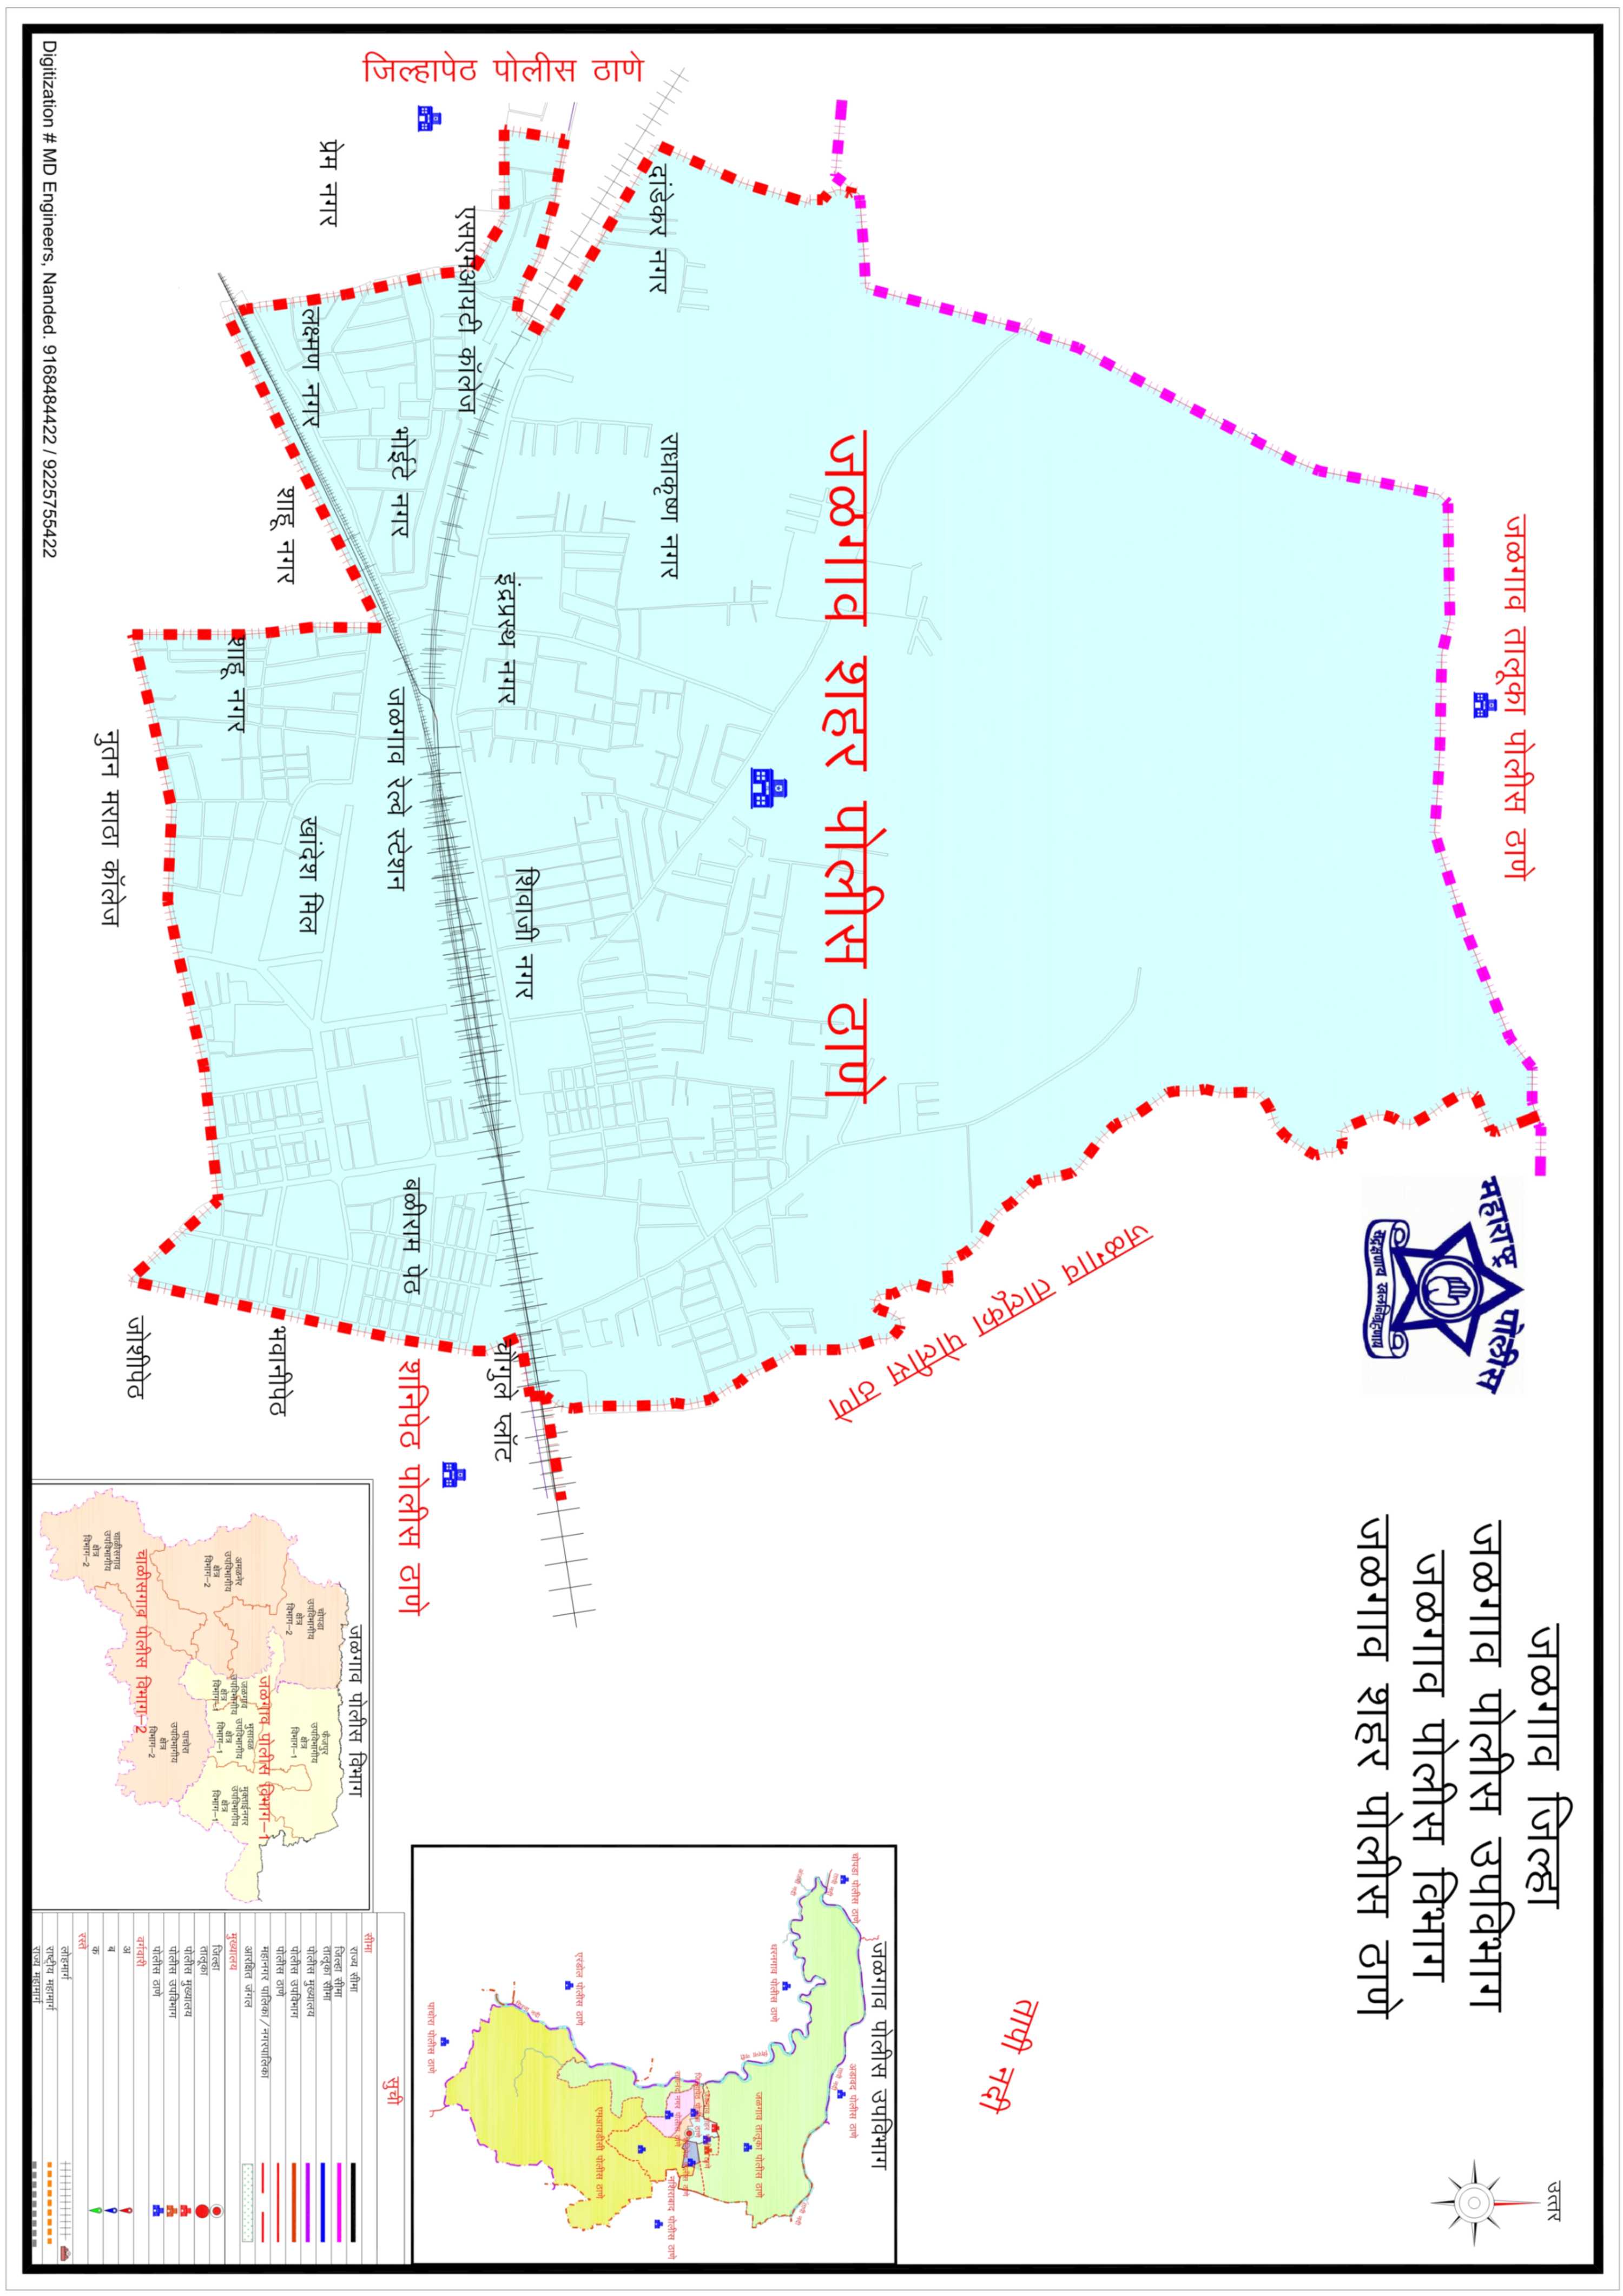 जळगाव जिल्हा
जळगाव पोलीस उपविभाग
जळगाव पोलीस विभाग
जळगाव शहर पोलीस ठाणे
उत्तर
महाराष्ट्र पोलीस
सद्रक्षणाय खलनिग्रहणाय
जळगाव तालूका पोलीस ठाणे
जळगाव तालूका पोलीस ठाणे
तापी नदी
जळगाव शहर पोलीस ठाणे
दांडेकर नगर
राधाकृष्ण नगर
जिल्हापेठ पोलीस ठाणे
इंद्रप्रस्थ नगर
शिवाजी नगर
चौगुले प्लॉट
एसएमआयटी कॉलेज
भोईटे नगर
जळगाव रेल्वे स्टेशन
बळीराम पेठ
शनिपेठ पोलीस ठाणे
प्रेम नगर
लक्ष्मण नगर
शाहू नगर
खांदेश मिल
भवानीपेठ
शाहू नगर
जोशीपेठ
नुतन मराठा कॉलेज
Digitization # MD Engineers, Nanded. 9168484422 / 9225755422
जळगाव पोलीस उपविभाग
चोपडा पोलीस ठाणे
अडावद पोलीस ठाणे
तापी नदी
तापी नदी
तापी नदी
धरनगाव पोलीस ठाणे
जळगाव तालूका पोलीस ठाणे
नशिराबाद पोलीस ठाणे
एमआयडीसी पोलीस ठाणे
एरंडोल पोलीस ठाणे
पाचोरा पोलीस ठाणे
जळगाव पोलीस विभाग
चोपडा
उपविभागीय
क्षेत्र
विभाग-2
फैजपुर
उपविभागीय
क्षेत्र
विभाग-1
जळगाव पोलीस विभाग-1
अमळनेर
उपविभागीय
क्षेत्र
विभाग-2
जळगाव
उपविभागीय
क्षेत्र
विभाग-1
भुसावळ
उपविभागीय
क्षेत्र
विभाग-1
मुक्ताईनगर
उपविभागीय
क्षेत्र
विभाग-1
पाचोरा
उपविभागीय
क्षेत्र
विभाग-2
चाळीसगाव पोलीस विभाग-2
चाळीसगाव
उपविभागीय
क्षेत्र
विभाग-2
सुची
सीमा
राज्य सीमा
जिल्हा सीमा
तालूका सीमा
पोलीस मुख्यालय
पोलीस उपविभाग
पोलीस ठाणे
महानगर पालिका/नगरपालिका
आरक्षित जंगल
मुख्यालय
जिल्हा
तालूका
पोलीस मुख्यालय
पोलीस उपविभाग
पोलीस ठाणे
वर्गवारी
अ
ब
क
रस्ते
लोहमार्ग
राष्ट्रीय महामार्ग
राज्य महामार्ग